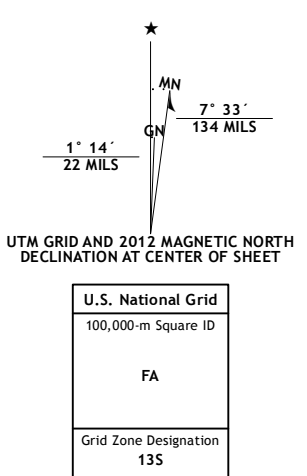 ★
MN
7° 33´
134 MILS
GN
1° 14´
22 MILS
UTM GRID AND 2012 MAGNETIC NORTH
DECLINATION AT CENTER OF SHEET
U.S. National Grid
100,000-m Square ID
FA
Grid Zone Designation
13S